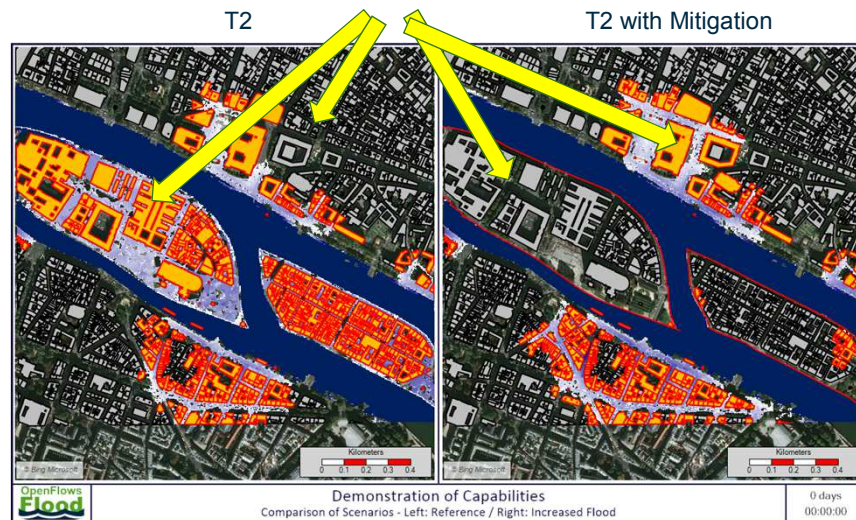 T2
T2 with Mitigation
Kilometers
0 0.1 0.2 0.3 0.4
© Bing Microsoft
Kilometers
0 0.1 0.2 0.3 0.4
© Bing Microsoft
OpenFlows
Flood
Demonstration of Capabilities
Comparison of Scenarios - Left: Reference / Right: Increased Flood
0 days
00:00:00